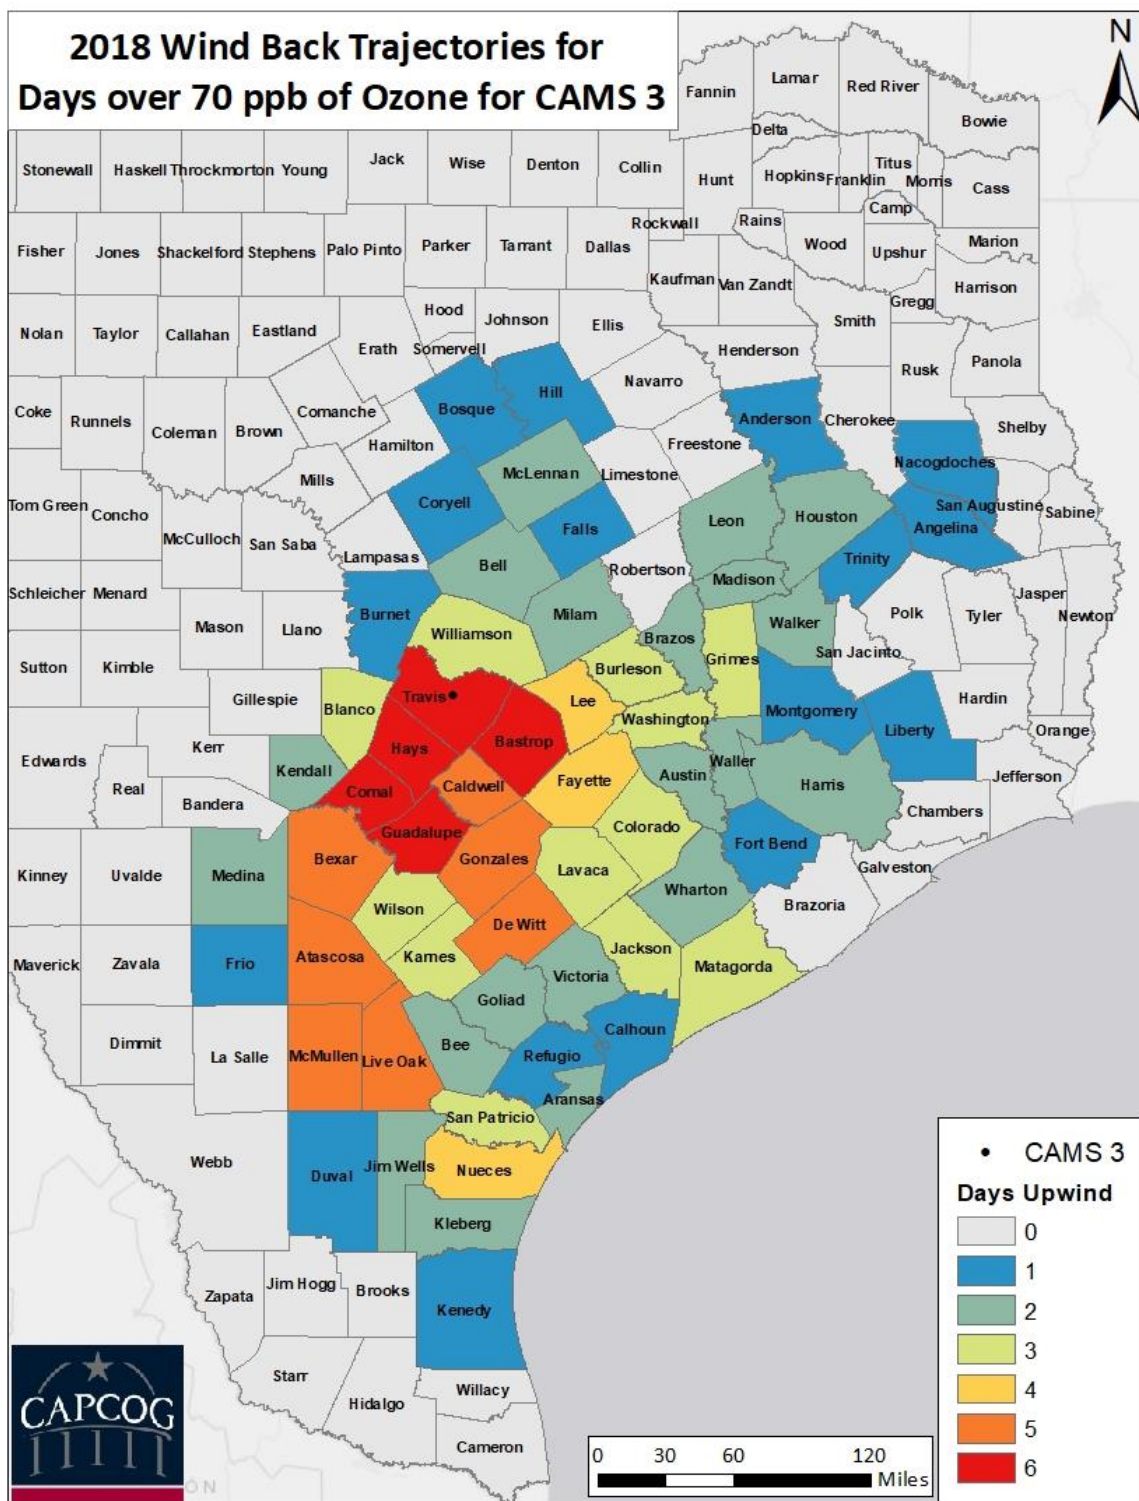 2018 Wind Back Trajectories for
Days over 70 ppb of Ozone for CAMS 3
N
Fannin
Lamar
Red River
Bowie
Delta
Stonewall
Haskell
Throckmorton
Young
Jack
Wise
Denton
Collin
Hunt
Hopkins
Franklin
Titus
Morris
Cass
Camp
Fisher
Jones
Shackelford
Stephens
Palo Pinto
Parker
Tarrant
Dallas
Rockwall
Rains
Wood
Upshur
Marion
Kaufman
Van Zandt
Gregg
Harrison
Nolan
Taylor
Callahan
Eastland
Erath
Hood
Somervell
Johnson
Ellis
Henderson
Smith
Rusk
Panola
Coke
Runnels
Coleman
Brown
Comanche
Hamilton
Bosque
Hill
Navarro
Freestone
Anderson
Cherokee
Nacogdoches
Shelby
Tom Green
Concho
McCulloch
San Saba
Mills
Lampasas
Coryell
McLennan
Limestone
Falls
Leon
Houston
Trinity
Angelina
San Augustine
Sabine
Schleicher
Menard
Mason
Llano
Burnet
Bell
Milam
Robertson
Madison
Walker
Polk
Tyler
Jasper
Newton
Sutton
Kimble
Gillespie
Blanco
Williamson
Burleson
Brazos
Grimes
San Jacinto
Hardin
Orange
Travis
Lee
Washington
Montgomery
Liberty
Edwards
Real
Kerr
Bandera
Kendall
Hays
Comal
Bastrop
Caldwell
Fayette
Austin
Waller
Harris
Jefferson
Chambers
Kinney
Uvalde
Medina
Bexar
Guadalupe
Gonzales
Colorado
Lavaca
Fort Bend
Wharton
Brazoria
Galveston
Maverick
Zavala
Frio
Atascosa
Wilson
Karnes
De Witt
Jackson
Matagorda
Dimmit
La Salle
McMullen
Live Oak
Bee
Goliad
Victoria
Refugio
Calhoun
Aransas
San Patricio
Webb
Duval
Jim Wells
Nueces
Kleberg
Zapata
Jim Hogg
Brooks
Kenedy
Starr
Hidalgo
Willacy
Cameron
CAMS 3
Days Upwind
0
1
2
3
4
5
6
CAPCOG
0 30 60 120
Miles